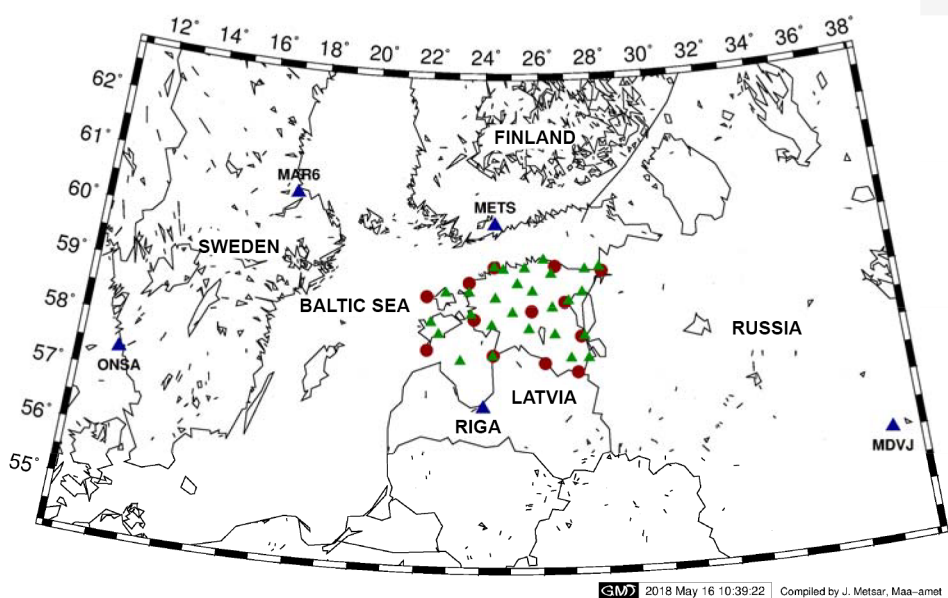 12° 14° 16° 18° 20° 22° 24° 26° 28° 30° 32° 34° 36° 38°
62°
61°
60°
59°
58°
57°
56°
55°
FINLAND
MAR6
METS
SWEDEN
BALTIC SEA
RUSSIA
ONSA
LATVIA
RIGA
MDVJ
GMT 2018 May 16 10:39:22 Compiled by J. Metsar, Maa-amet